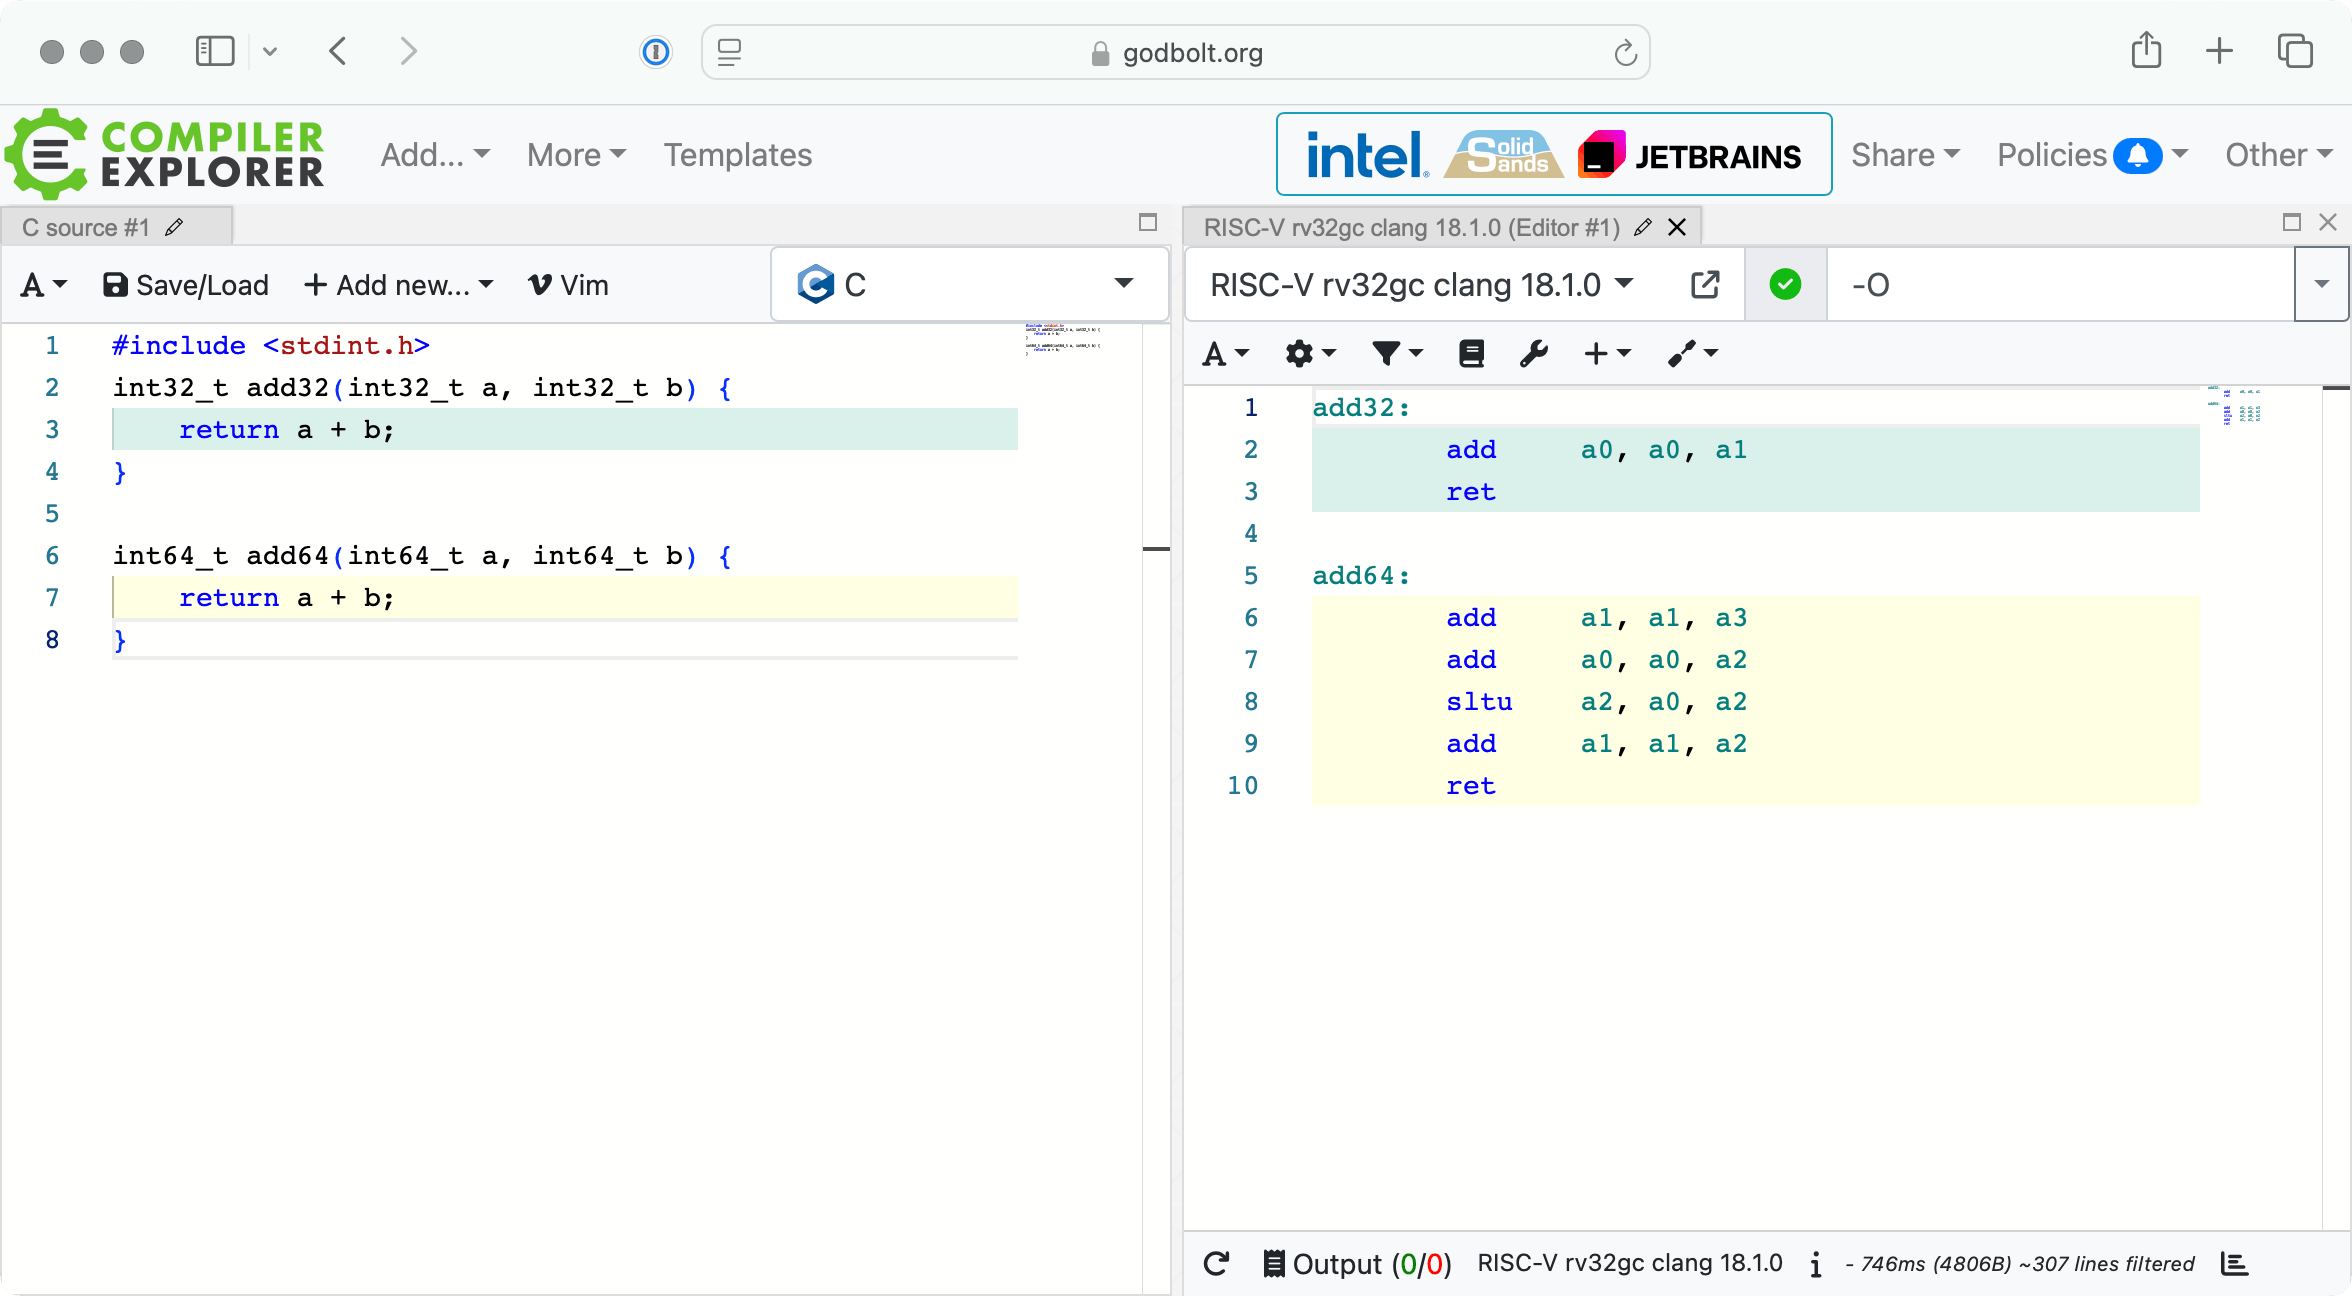 godbolt.org
COMPILER
EXPLORER
Add...
More
Templates
intel
Solid
Sands
JETBRAINS
Share
Policies
Other
C source #1
A
Save/Load
+ Add new...
Vim
C
1 #include <stdint.h>
2 int32_t add32(int32_t a, int32_t b) {
3     return a + b;
4 }
5
6 int64_t add64(int64_t a, int64_t b) {
7     return a + b;
8 }
RISC-V rv32gc clang 18.1.0 (Editor #1)
RISC-V rv32gc clang 18.1.0
-O
A
1 add32:
2         add     a0, a0, a1
3         ret
4
5 add64:
6         add     a1, a1, a3
7         add     a0, a0, a2
8         sltu    a2, a0, a2
9         add     a1, a1, a2
10        ret
Output (0/0)
RISC-V rv32gc clang 18.1.0
i
- 746ms (4806B) ~307 lines filtered